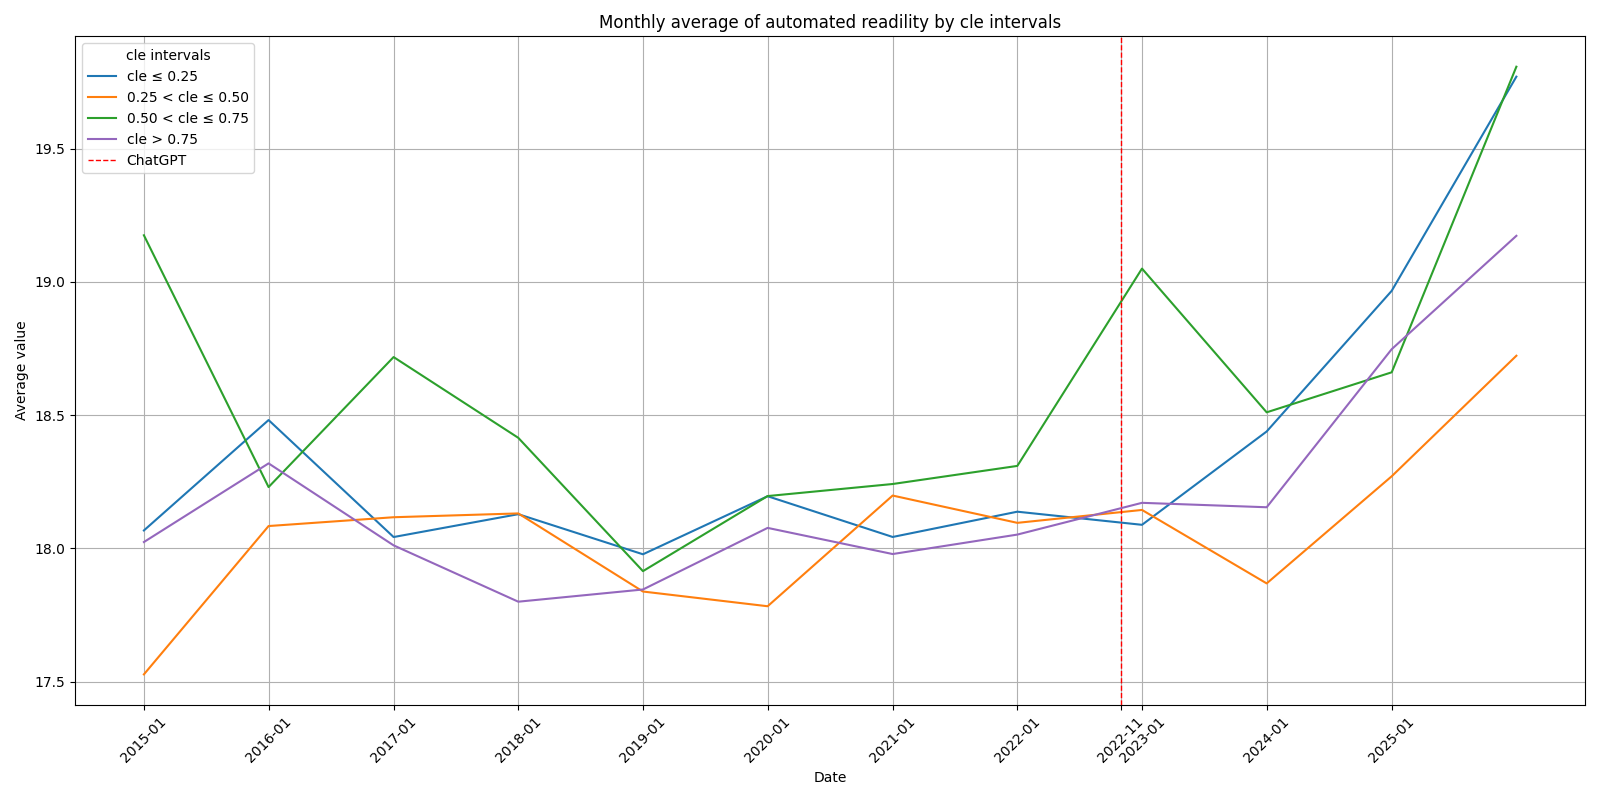 Monthly average of automated readility by cle intervals
cle intervals
cle ≤ 0.25
0.25 < cle ≤ 0.50
0.50 < cle ≤ 0.75
cle > 0.75
ChatGPT
Average value
19.5
19.0
18.5
18.0
17.5
2015-01
2016-01
2017-01
2018-01
2019-01
2020-01
2021-01
2022-01
2022-11
2023-01
2024-01
2025-01
Date